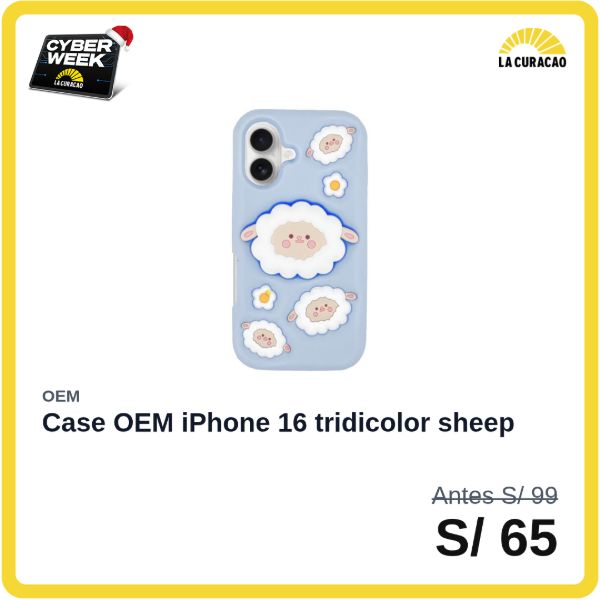 CYBER
WEEK
LA CURACAO
LA CURACAO
OEM
Case OEM iPhone 16 tridicolor sheep
Antes S/ 99
S/ 65